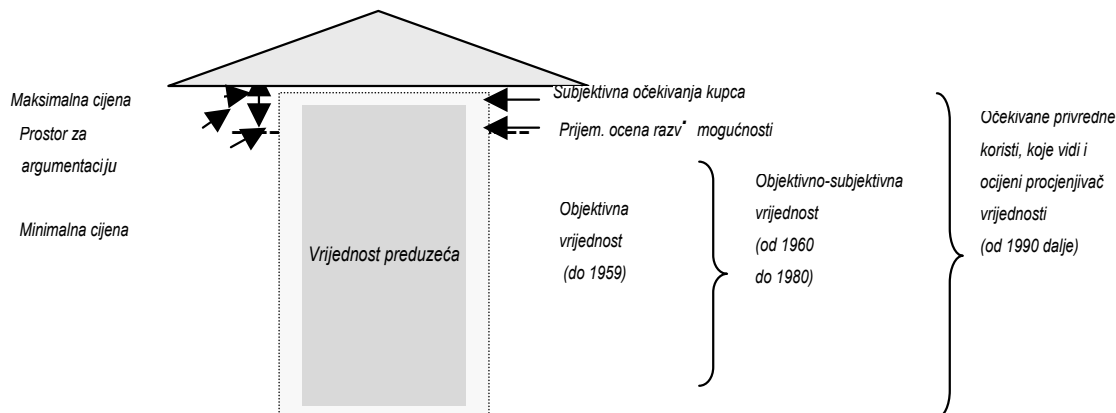 Maksimalna cijena
Prostor za
argumentaciju
Minimalna cijena
Vrijednost preduzeća
Subjektivna očekivanja kupca
Prijem. ocena razv mogućnosti
Objektivna
vrijednost
(do 1959)
Objektivno-subjektivna
vrijednost
(od 1960
do 1980)
Očekivane privredne
koristi, koje vidi i
ocijeni procjenjivač
vrijednosti
(od 1990 dalje)